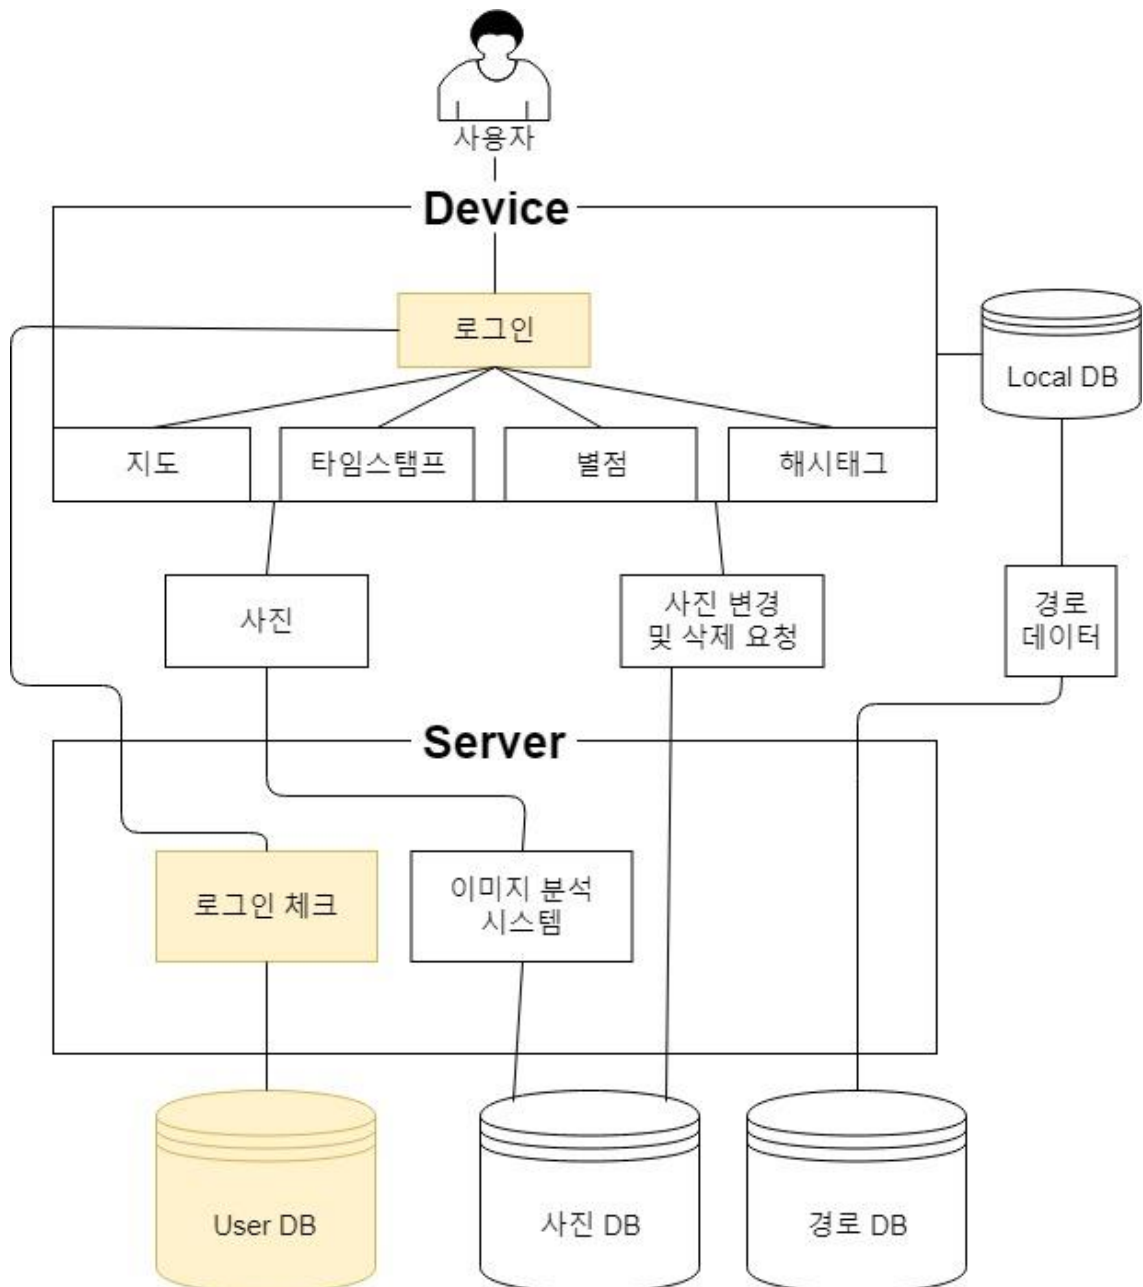 사용자
Device
로그인
Local DB
지도
타임스탬프
별점
해시태그
사진
사진 변경
및 삭제 요청
경로
데이터
Server
로그인 체크
이미지 분석
시스템
User DB
사진 DB
경로 DB